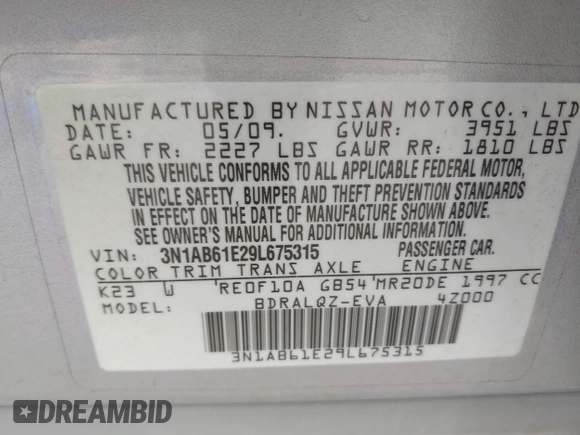 MANUFACTURED BY NISSAN MOTOR CO., LTD
DATE: 05/09. GVWR: 3951 LBS
GAWR FR: 2227 LBS GAWR RR: 1810 LBS
THIS VEHICLE CONFORMS TO ALL APPLICABLE FEDERAL MOTOR,
VEHICLE SAFETY, BUMPER AND THEFT PREVENTION STANDARDS
IN EFFECT ON THE DATE OF MANUFACTURE SHOWN ABOVE.
SEE OWNER'S MANUAL FOR ADDITIONAL INFORMATION.
VIN: 3N1AB61E29L675315 PASSENGER CAR.
COLOR TRIM TRANS AXLE ENGINE
K23 W 'RE0F10A GB54 'MR20DE 1997 CC
MODEL: BDRALQZ-EVA 4Z000
3N1AB61E29L675315
DREAMBID